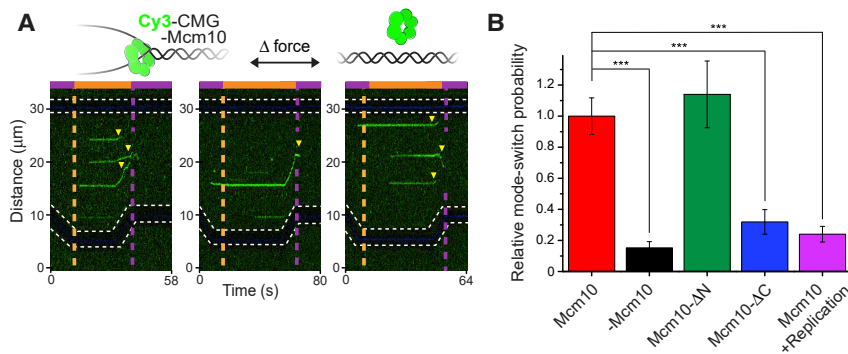 A
Cy3-CMG
-Mcm10
Δ force
Distance (µm)
30
20
10
0
0
58
0
80
0
64
Time (s)
B
Relative mode-switch probability
1.2
1.0
0.8
0.6
0.4
0.2
0
***
***
***
Mcm10
-Mcm10
Mcm10-ΔN
Mcm10-ΔC
Mcm10
+Replication